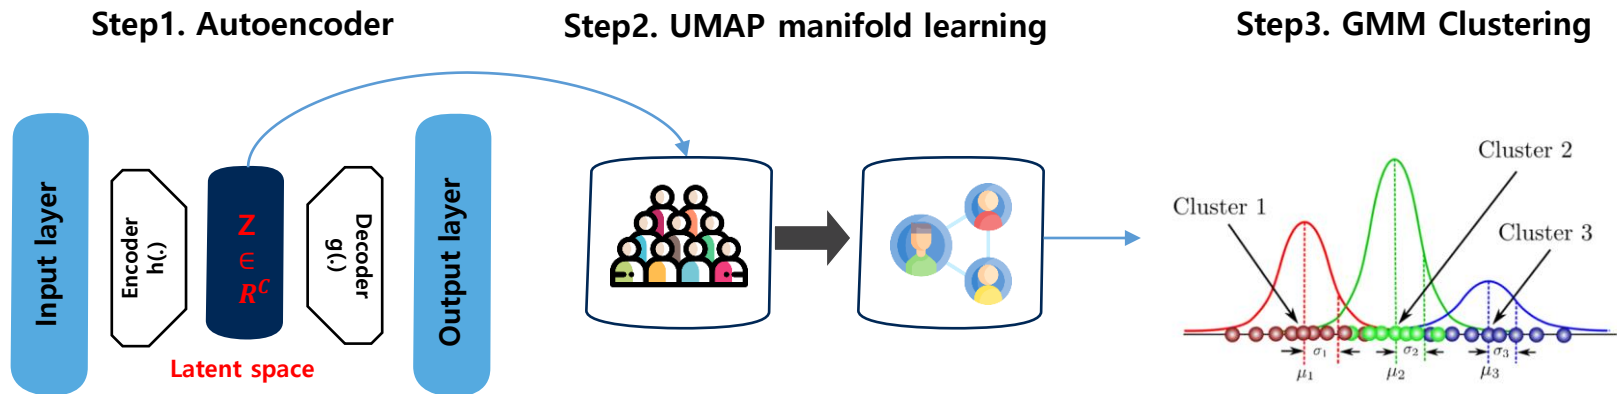 Step1. Autoencoder
Step2. UMAP manifold learning
Step3. GMM Clustering
Input layer
Encoder
h(.)
Z
∈
R^C
Decoder
g(.)
Output layer
Latent space
Cluster 1
Cluster 2
Cluster 3
σ₁
σ₂
σ₃
μ₁
μ₂
μ₃